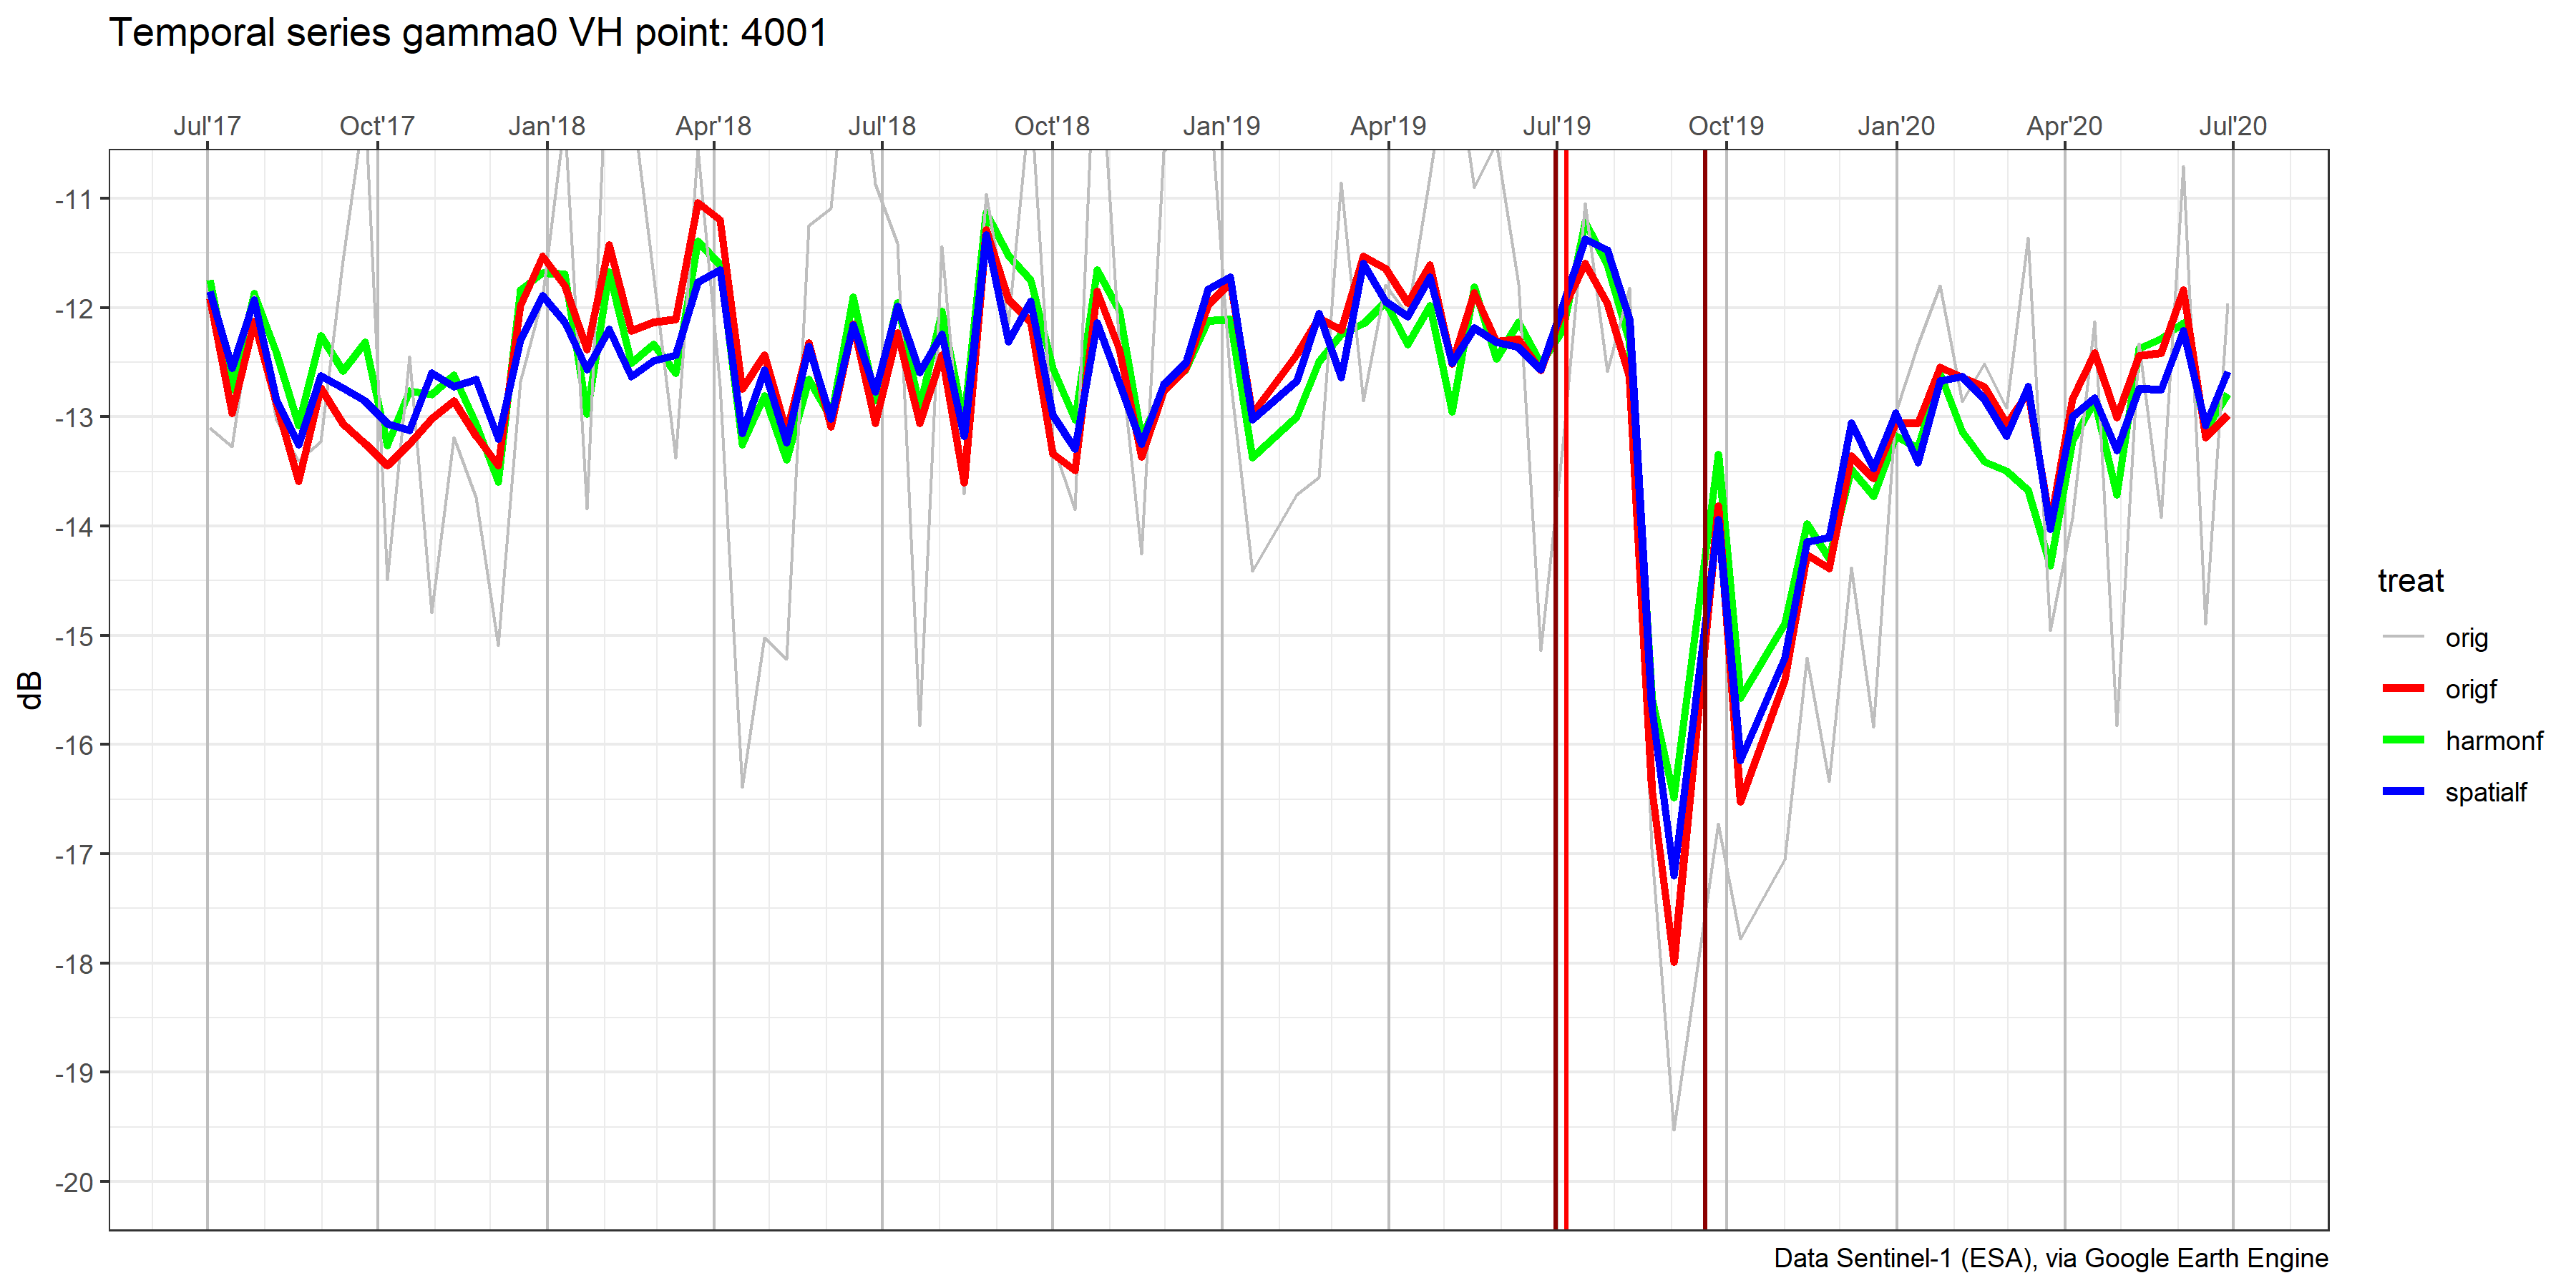 Temporal series gamma0 VH point: 4001
Jul'17 Oct'17 Jan'18 Apr'18 Jul'18 Oct'18 Jan'19 Apr'19 Jul'19 Oct'19 Jan'20 Apr'20 Jul'20
-11
-12
-13
-14
-15
-16
-17
-18
-19
-20
dB
treat
orig
origf
harmonf
spatialf
Data Sentinel-1 (ESA), via Google Earth Engine